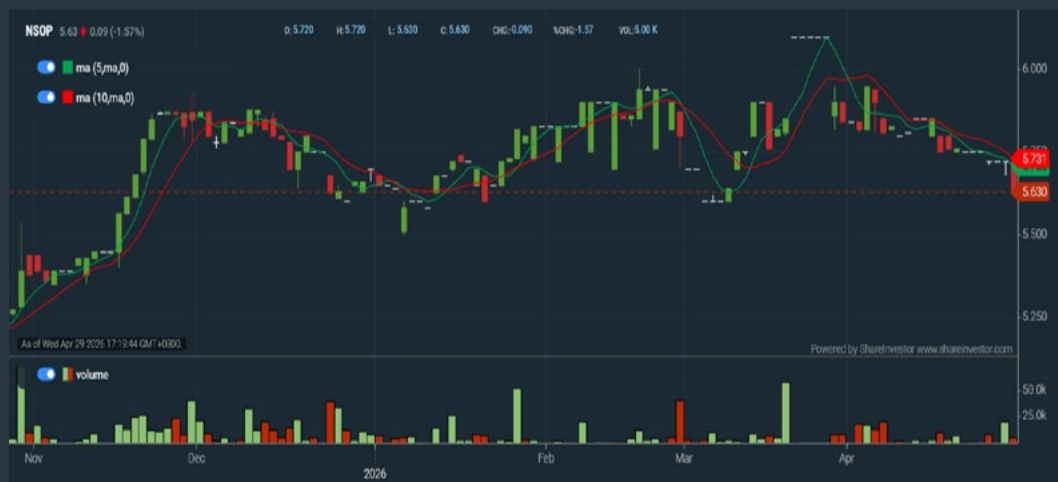 NSOP 5.63 0.09 (-1.57%) O: 5.720 H: 5.720 L: 5.630 C: 5.630 CHG:-0.090 %CHG:-1.57 VOL:5.00 K
ma (5,ma,0)
ma (10,ma,0)
6.000
5.731
5.630
5.500
5.250
As of Wed Apr 29 2026 17:19:44 GMT+0800.
Powered by ShareInvestor www.shareinvestor.com
volume
50.0k
25.0k
Nov Dec 2026 Feb Mar Apr